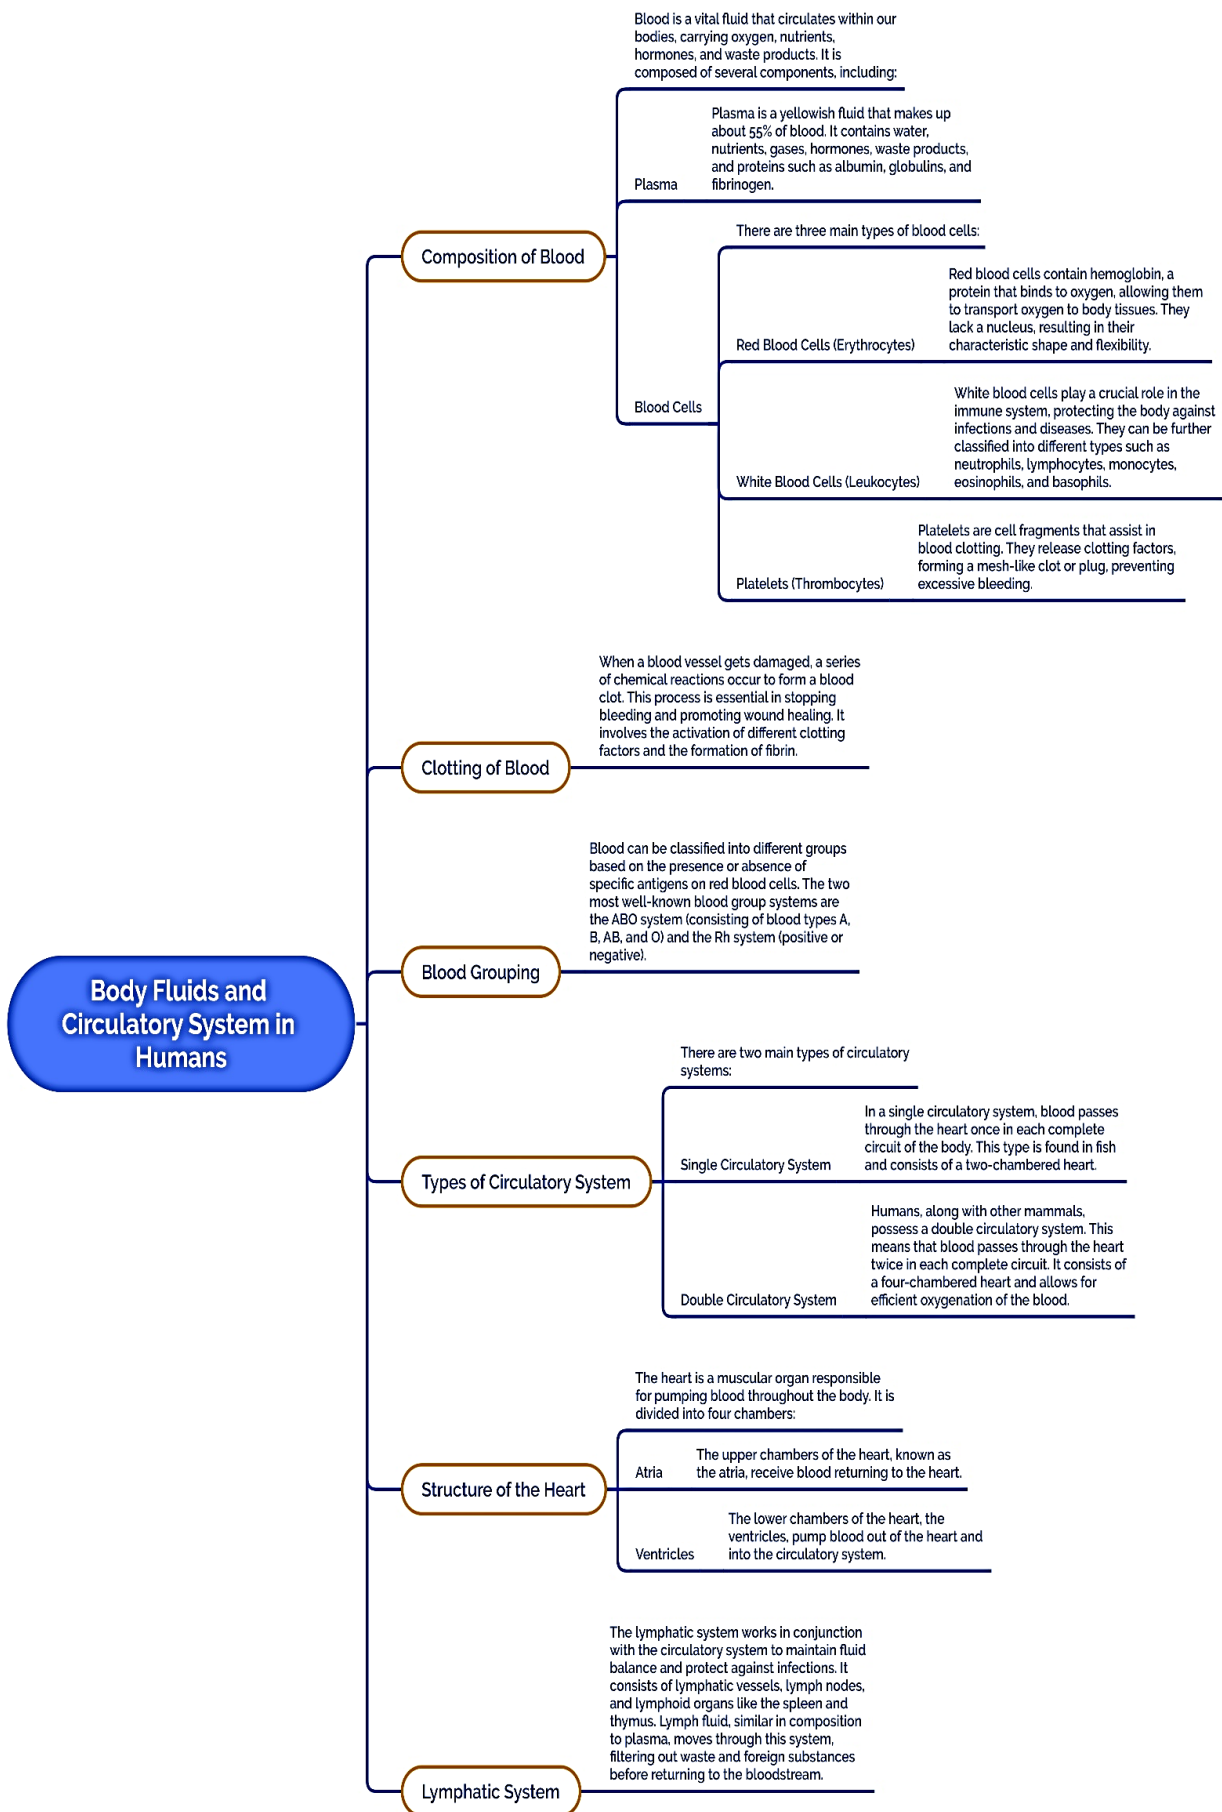 Blood is a vital fluid that circulates within our
bodies, carrying oxygen, nutrients,
hormones, and waste products. It is
composed of several components, including:
Plasma is a yellowish fluid that makes up
about 55% of blood. It contains water,
nutrients, gases, hormones, waste products,
and proteins such as albumin, globulins, and
Plasma
fibrinogen.
There are three main types of blood cells:
Composition of Blood
Red blood cells contain hemoglobin, a
protein that binds to oxygen, allowing them
to transport oxygen to body tissues. They
lack a nucleus, resulting in their
Red Blood Cells (Erythrocytes)
characteristic shape and flexibility.
Blood Cells
White blood cells play a crucial role in the
immune system, protecting the body against
infections and diseases. They can be further
classified into different types such as
neutrophils, lymphocytes, monocytes,
White Blood Cells (Leukocytes)
eosinophils, and basophils.
Platelets are cell fragments that assist in
blood clotting. They release clotting factors,
forming a mesh-like clot or plug, preventing
Platelets (Thrombocytes)
excessive bleeding.
When a blood vessel gets damaged, a series
of chemical reactions occur to form a blood
clot. This process is essential in stopping
bleeding and promoting wound healing. It
involves the activation of different clotting
factors and the formation of fibrin.
Clotting of Blood
Blood can be classified into different groups
based on the presence or absence of
specific antigens on red blood cells. The two
most well-known blood group systems are
the ABO system (consisting of blood types A,
B, AB, and O) and the Rh system (positive or
negative).
Blood Grouping
Body Fluids and
Circulatory System in
Humans
There are two main types of circulatory
systems:
In a single circulatory system, blood passes
through the heart once in each complete
circuit of the body. This type is found in fish
Single Circulatory System
and consists of a two-chambered heart.
Types of Circulatory System
Humans, along with other mammals,
possess a double circulatory system. This
means that blood passes through the heart
twice in each complete circuit. It consists of
a four-chambered heart and allows for
Double Circulatory System
efficient oxygenation of the blood.
The heart is a muscular organ responsible
for pumping blood throughout the body. It is
divided into four chambers:
The upper chambers of the heart, known as
Atria
the atria, receive blood returning to the heart.
Structure of the Heart
The lower chambers of the heart, the
ventricles, pump blood out of the heart and
Ventricles
into the circulatory system.
The lymphatic system works in conjunction
with the circulatory system to maintain fluid
balance and protect against infections. It
consists of lymphatic vessels, lymph nodes,
and lymphoid organs like the spleen and
thymus. Lymph fluid, similar in composition
to plasma, moves through this system,
filtering out waste and foreign substances
before returning to the bloodstream.
Lymphatic System